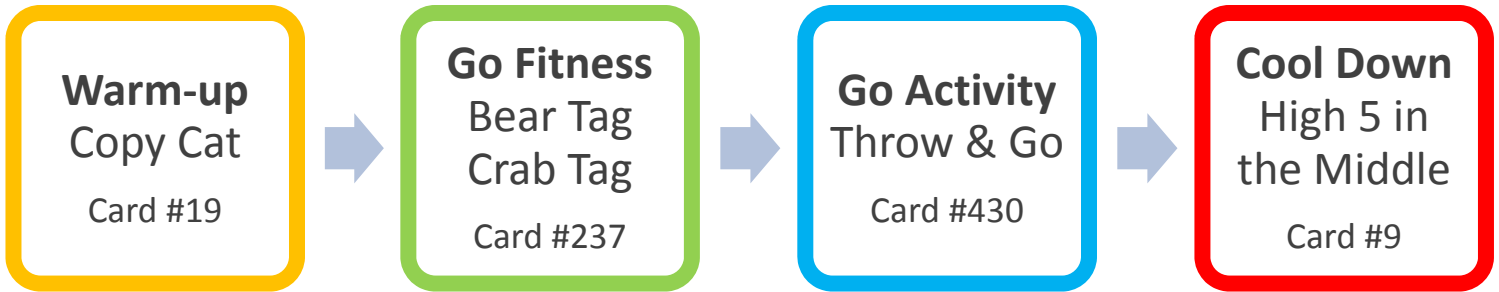 Warm-up
Copy Cat
Card #19
Go Fitness
Bear Tag
Crab Tag
Card #237
Go Activity
Throw & Go
Card #430
Cool Down
High 5 in
the Middle
Card #9